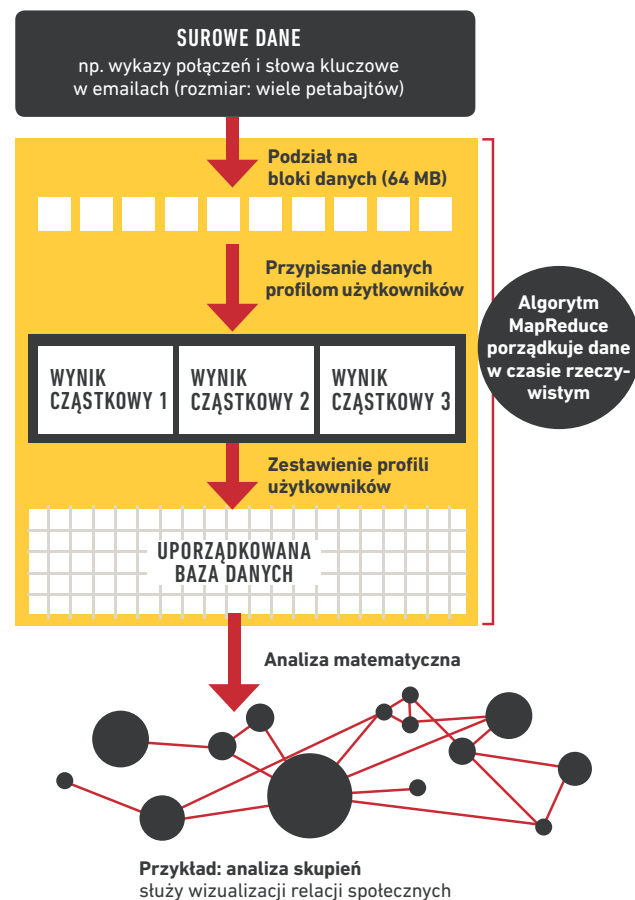 SUROWE DANE
np. wykazy połączeń i słowa kluczowe
w emailach (rozmiar: wiele petabajtów)
Podział na
bloki danych (64 MB)
Przypisanie danych
profilom użytkowników
Algorytm
MapReduce
porządkuje dane
w czasie rzeczy-
wistym
WYNIK
CZĄSTKOWY 1
WYNIK
CZĄSTKOWY 2
WYNIK
CZĄSTKOWY 3
Zestawienie profili
użytkowników
UPORZĄDKOWANA
BAZA DANYCH
Analiza matematyczna
Przykład: analiza skupień
służy wizualizacji relacji społecznych